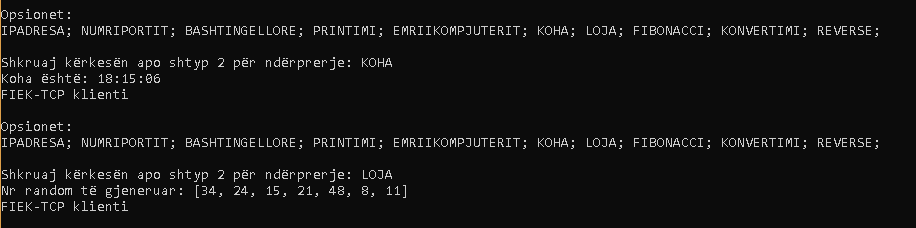 Opsionet:
IPADRESA; NUMRIPORTIT; BASHTINGELLORE; PRINTIMI; EMRIIKOMPJUTERIT; KOHA; LOJA; FIBONACCI; KONVERTIMI; REVERSE;
Shkruaj kërkesën apo shtyp 2 për ndërprerje: KOHA
Koha është: 18:15:06
FIEK-TCP klienti
Opsionet:
IPADRESA; NUMRIPORTIT; BASHTINGELLORE; PRINTIMI; EMRIIKOMPJUTERIT; KOHA; LOJA; FIBONACCI; KONVERTIMI; REVERSE;
Shkruaj kërkesën apo shtyp 2 për ndërprerje: LOJA
Nr random të gjeneruar: [34, 24, 15, 21, 48, 8, 11]
FIEK-TCP klienti